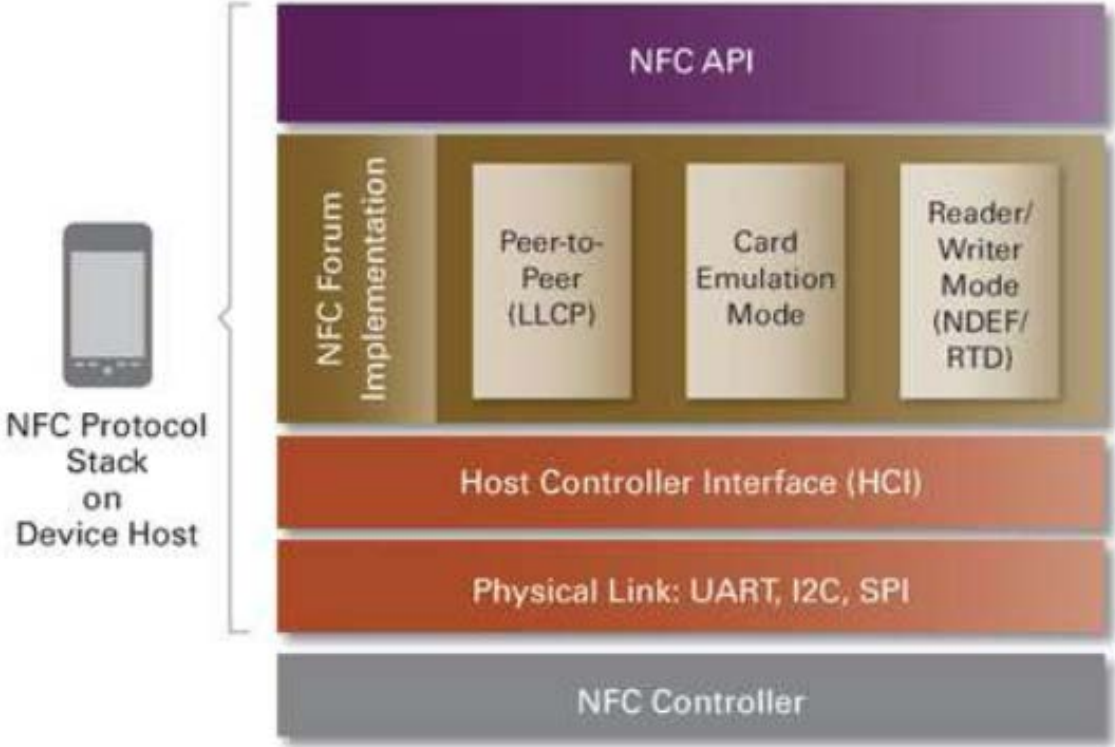 NFC API
NFC Forum
Implementation
Peer-to-
Peer
(LLCP)
Card
Emulation
Mode
Reader/
Writer
Mode
(NDEF/
RTD)
NFC Protocol
Stack
on
Device Host
Host Controller Interface (HCI)
Physical Link: UART, I2C, SPI
NFC Controller